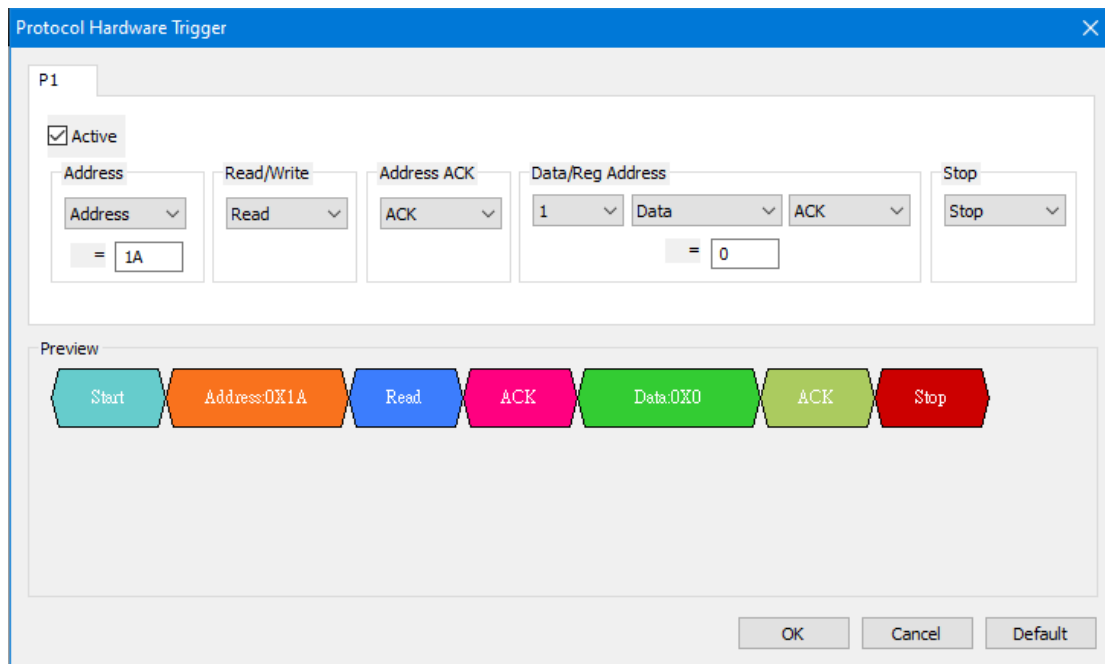 Protocol Hardware Trigger
P1
Active
Address Read/Write Address ACK Data/Reg Address Stop
Address Read ACK 1 Data ACK Stop
= 1A = 0
Preview
Start Address:0X1A Read ACK Data:0X0 ACK Stop
OK Cancel Default